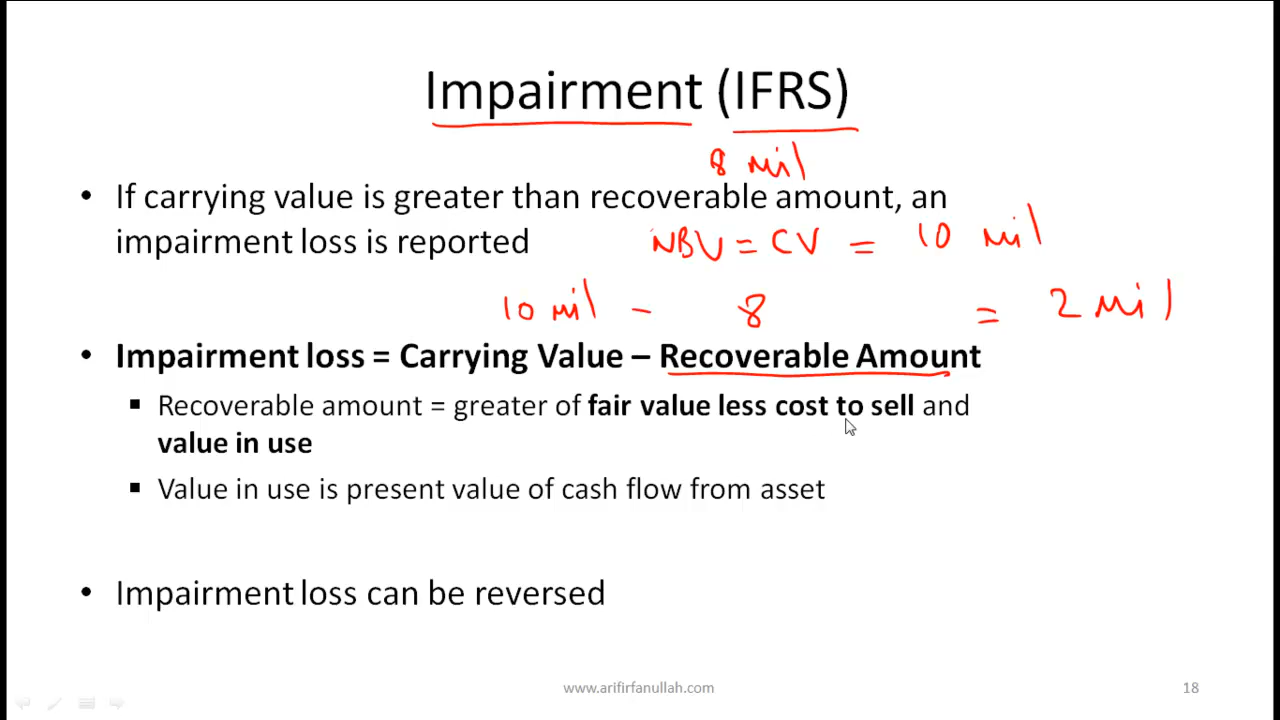 Impairment (IFRS)
8 mil
• If carrying value is greater than recoverable amount, an
impairment loss is reported
NBV = CV = 10 mil
10 mil - 8 = 2 mil
• Impairment loss = Carrying Value – Recoverable Amount
▪ Recoverable amount = greater of fair value less cost to sell and
value in use
▪ Value in use is present value of cash flow from asset
• Impairment loss can be reversed
www.arifirfanullah.com
18